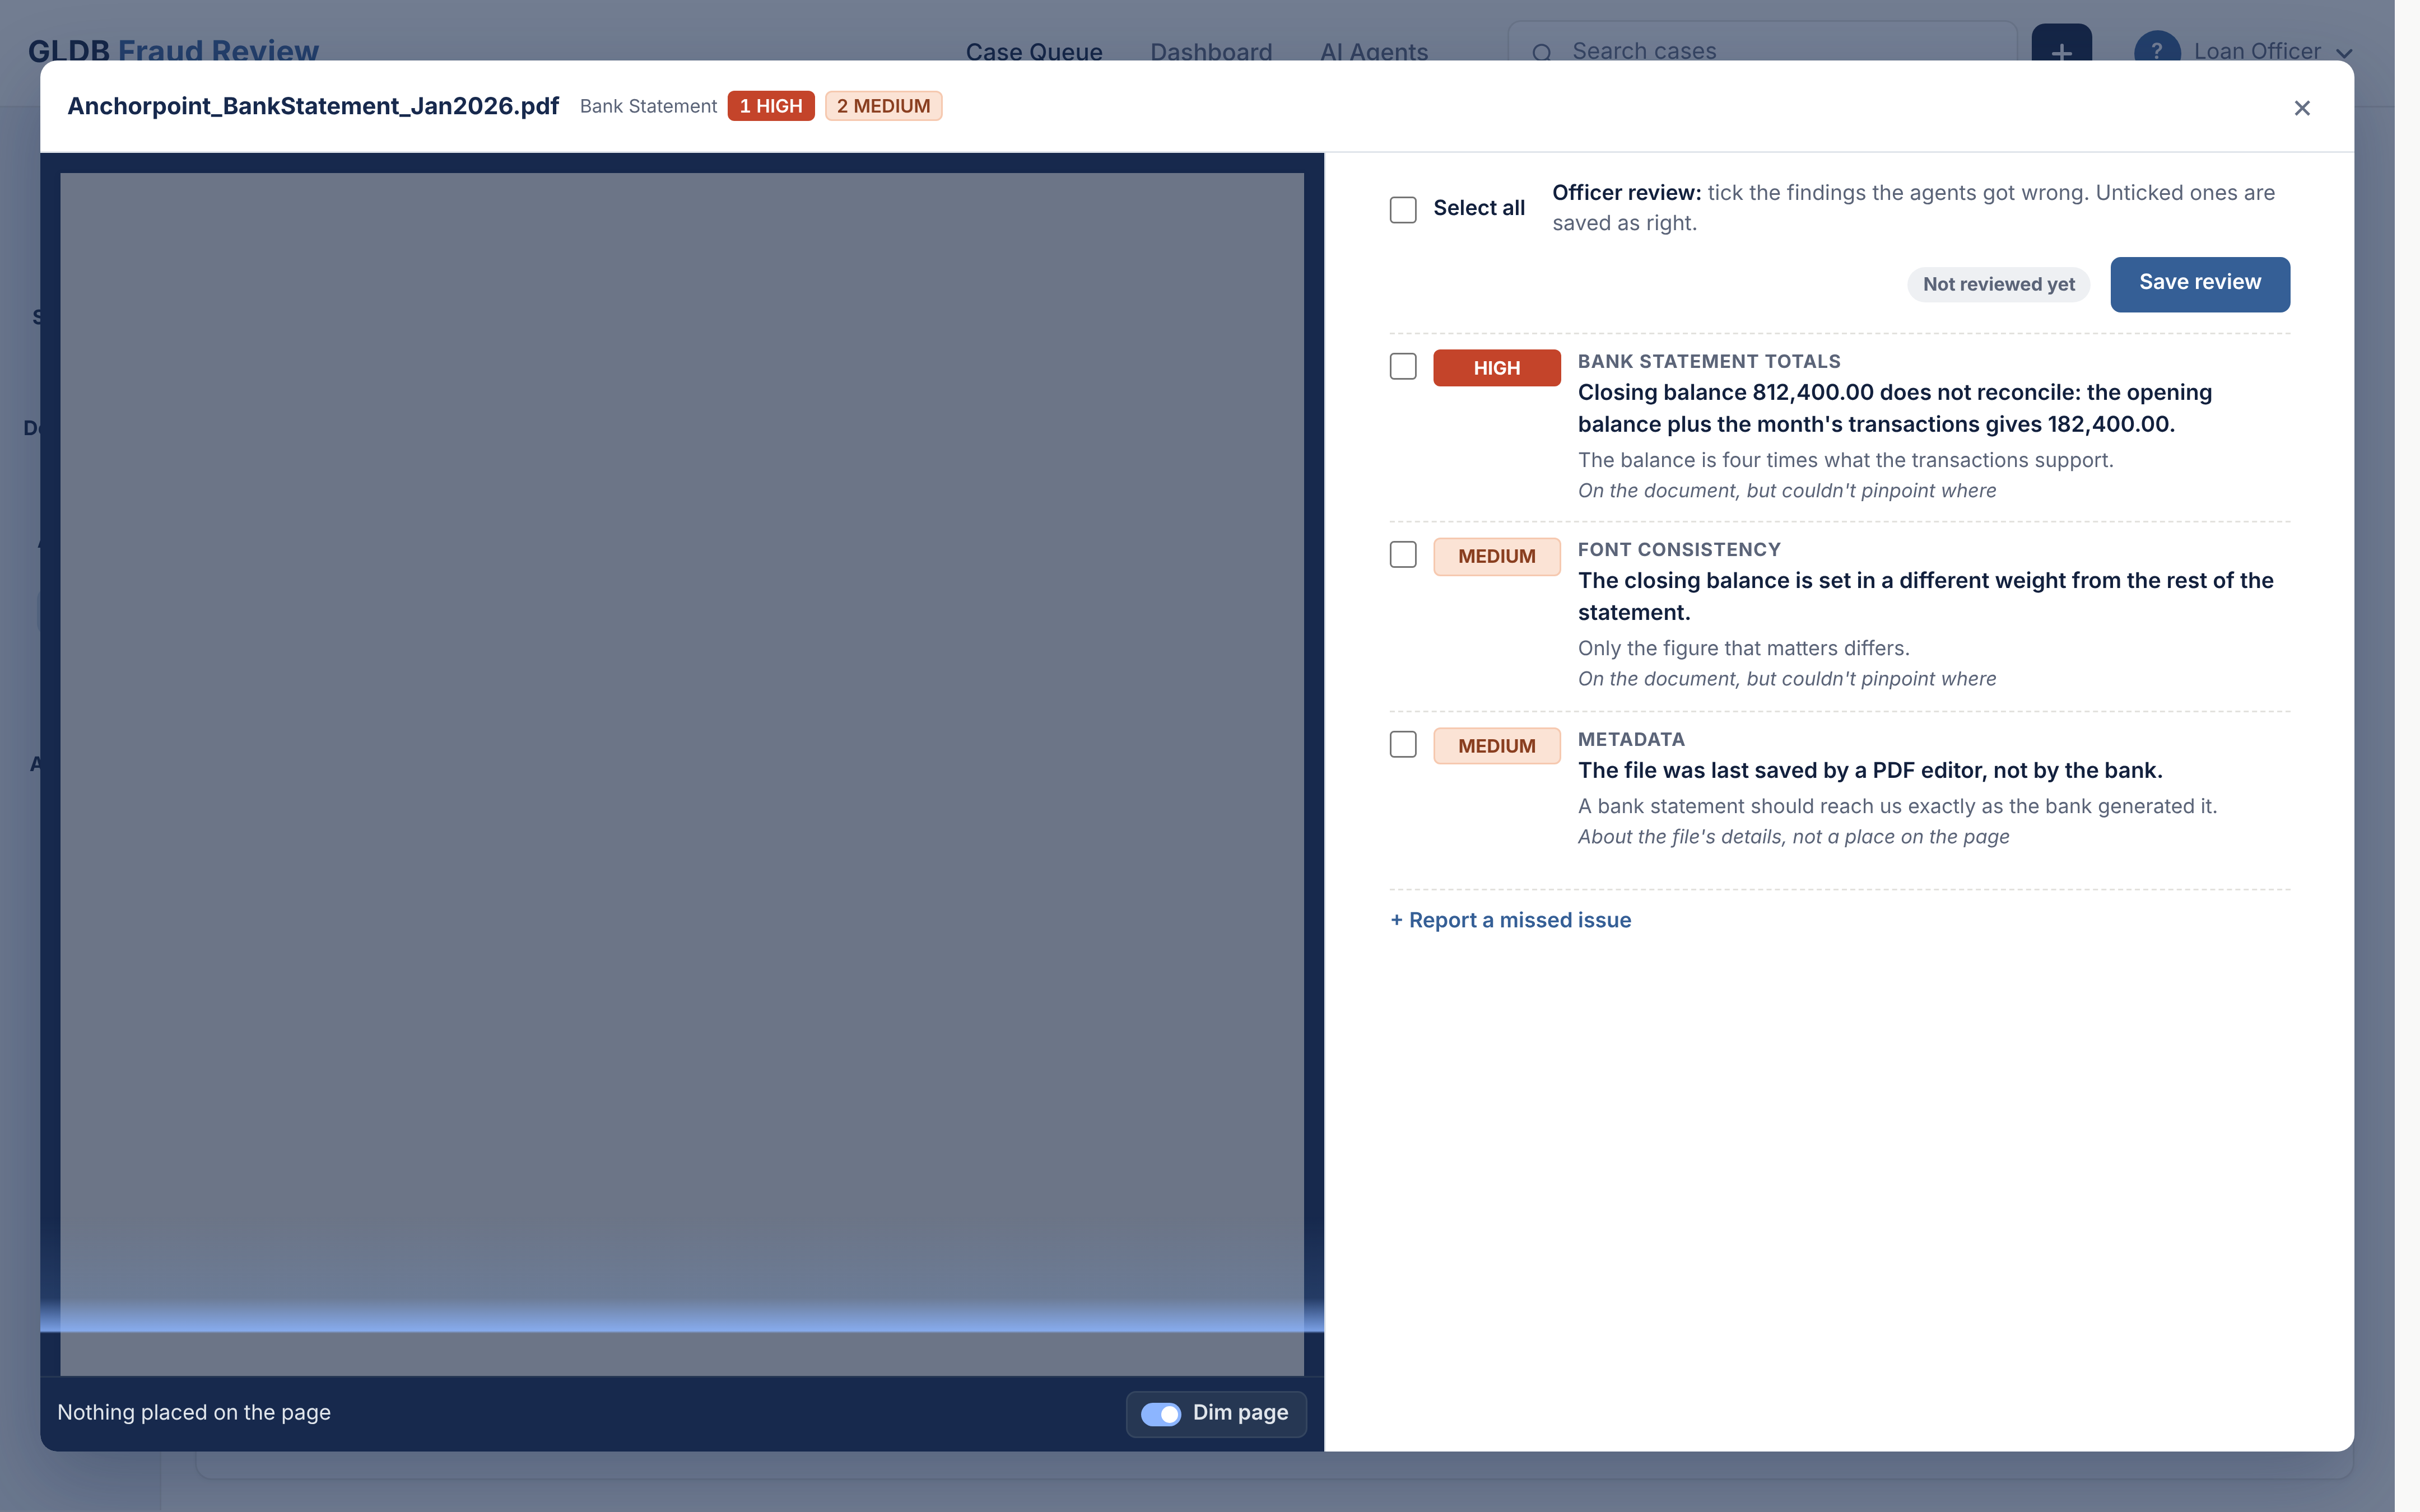 GLDB Fraud Review
Case Queue Dashboard AI Agents
Search cases
+
? Loan Officer
Anchorpoint_BankStatement_Jan2026.pdf Bank Statement 1 HIGH 2 MEDIUM
Select all
Officer review: tick the findings the agents got wrong. Unticked ones are
saved as right.
Not reviewed yet Save review
HIGH BANK STATEMENT TOTALS
Closing balance 812,400.00 does not reconcile: the opening
balance plus the month's transactions gives 182,400.00.
The balance is four times what the transactions support.
On the document, but couldn't pinpoint where
MEDIUM FONT CONSISTENCY
The closing balance is set in a different weight from the rest of the
statement.
Only the figure that matters differs.
On the document, but couldn't pinpoint where
MEDIUM METADATA
The file was last saved by a PDF editor, not by the bank.
A bank statement should reach us exactly as the bank generated it.
About the file's details, not a place on the page
+ Report a missed issue
Nothing placed on the page Dim page